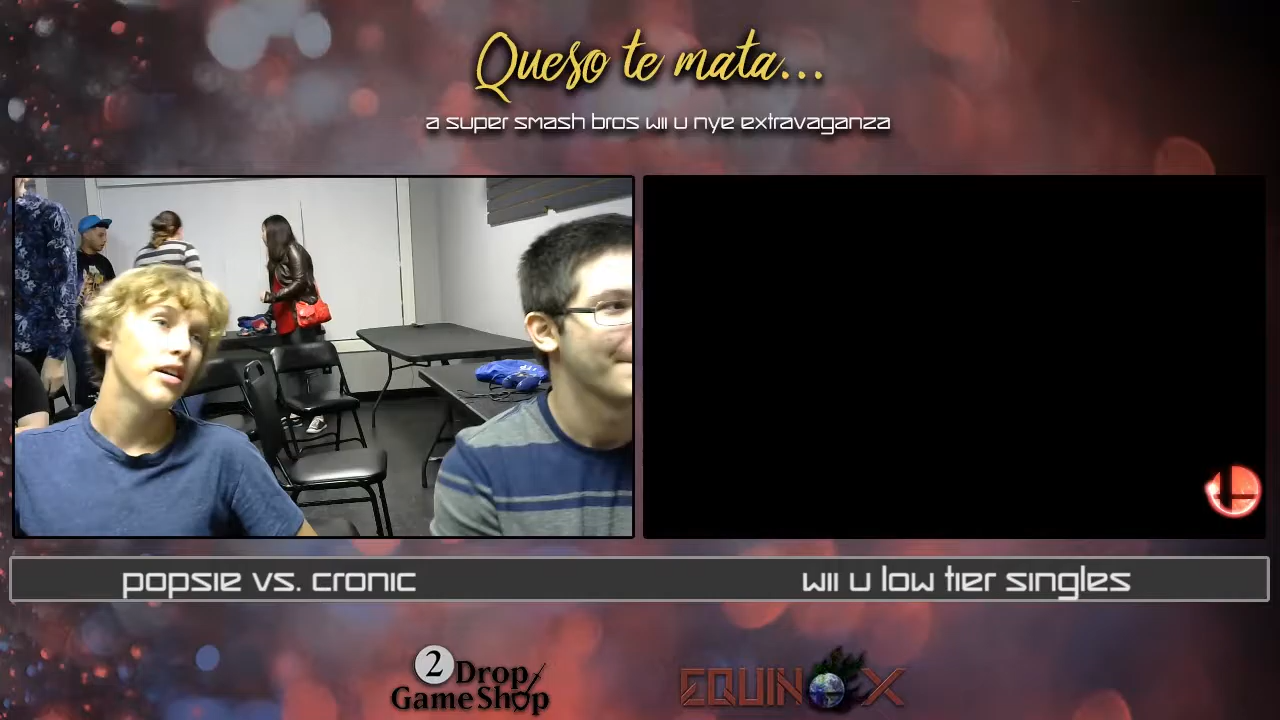 Queso te mata...
a super smash bros wii u nye extravaganza
popsie vs. cronic
wii u low tier singles
2 Drop
Game Shop
EQUINOX